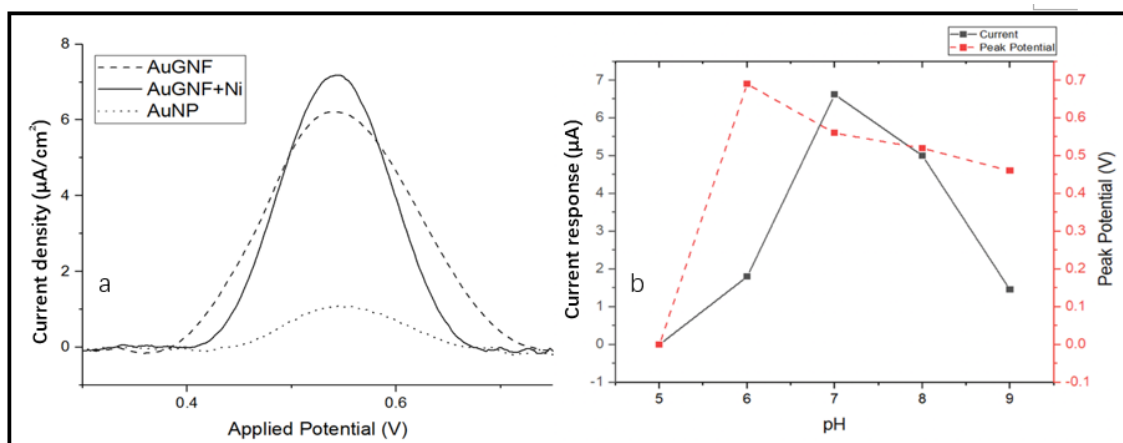 AuGNF
AuGNF+Ni
AuNP
Current density (µA/cm²)
8
6
4
2
0
a
0.4
0.6
Applied Potential (V)
Current
Peak Potential
Current response (µA)
7
6
5
4
3
2
1
0
-1
b
5
6
7
8
9
pH
0.7
0.6
0.5
0.4
0.3
0.2
0.1
0.0
-0.1
Peak Potential (V)